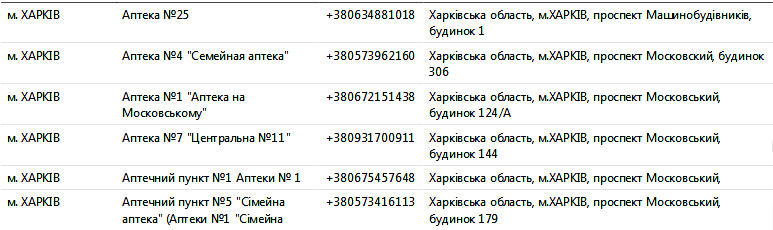 м. ХАРКІВ Аптека №25 +380634881018 Харківська область, м.ХАРКІВ, проспект Машинобудівників,
будинок 1
м. ХАРКІВ Аптека №4 "Семейная аптека" +380573962160 Харківська область, м.ХАРКІВ, проспект Московский, будинок
306
м. ХАРКІВ Аптека №1 "Аптека на +380672151438 Харківська область, м.ХАРКІВ, проспект Московський,
Московському" будинок 124/А
м. ХАРКІВ Аптека №7 "Центральна №11" +380931700911 Харківська область, м.ХАРКІВ, проспект Московський,
будинок 144
м. ХАРКІВ Аптечний пункт №1 Аптеки № 1 +380675457648 Харківська область, м.ХАРКІВ, проспект Московський,
м. ХАРКІВ Аптечний пункт №5 "Сімейна +380573416113 Харківська область, м.ХАРКІВ, проспект Московський,
аптека" (Аптеки №1 "Сімейна будинок 179